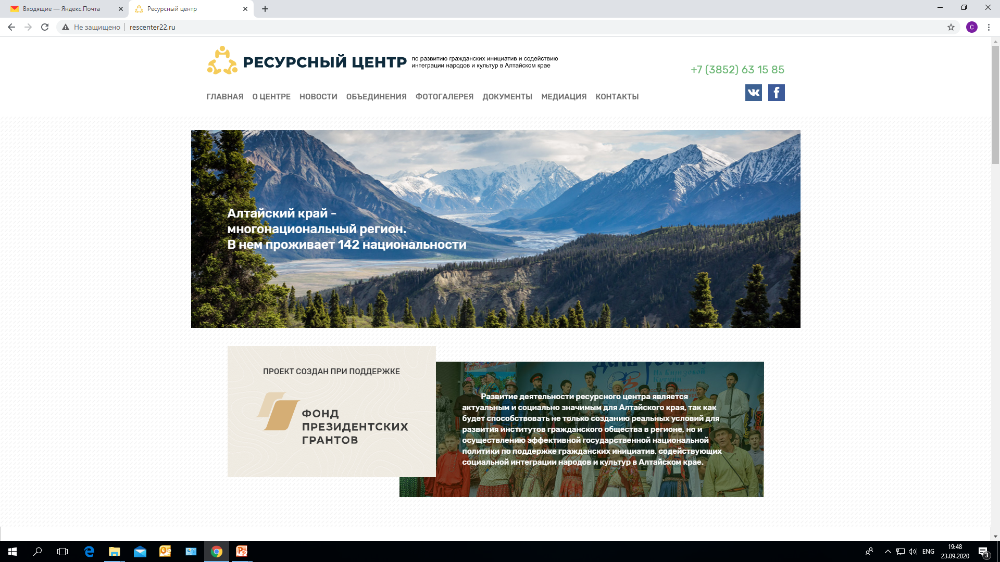 Входящие — Яндекс.Почта
Ресурсный центр
Не защищено
rescenter22.ru
С
РЕСУРСНЫЙ ЦЕНТР
по развитию гражданских инициатив и содействию
интеграции народов и культур в Алтайском крае
+7 (3852) 63 15 85
ГЛАВНАЯ О ЦЕНТРЕ НОВОСТИ ОБЪЕДИНЕНИЯ ФОТОГАЛЕРЕЯ ДОКУМЕНТЫ МЕДИАЦИЯ КОНТАКТЫ
Алтайский край -
многонациональный регион.
В нем проживает 142 национальности
ПРОЕКТ СОЗДАН ПРИ ПОДДЕРЖКЕ
ФОНД
ПРЕЗИДЕНТСКИХ
ГРАНТОВ
На Бирюзовой
Катуни
Развитие деятельности ресурсного центра является
актуальным и социально значимым для Алтайского края, так как
будет способствовать не только созданию реальных условий для
развития институтов гражданского общества в регионе, но и
осуществлению эффективной государственной национальной
политики по поддержке гражданских инициатив, содействующих
социальной интеграции народов и культур в Алтайском крае.
ENG
19:48
23.09.2020
3